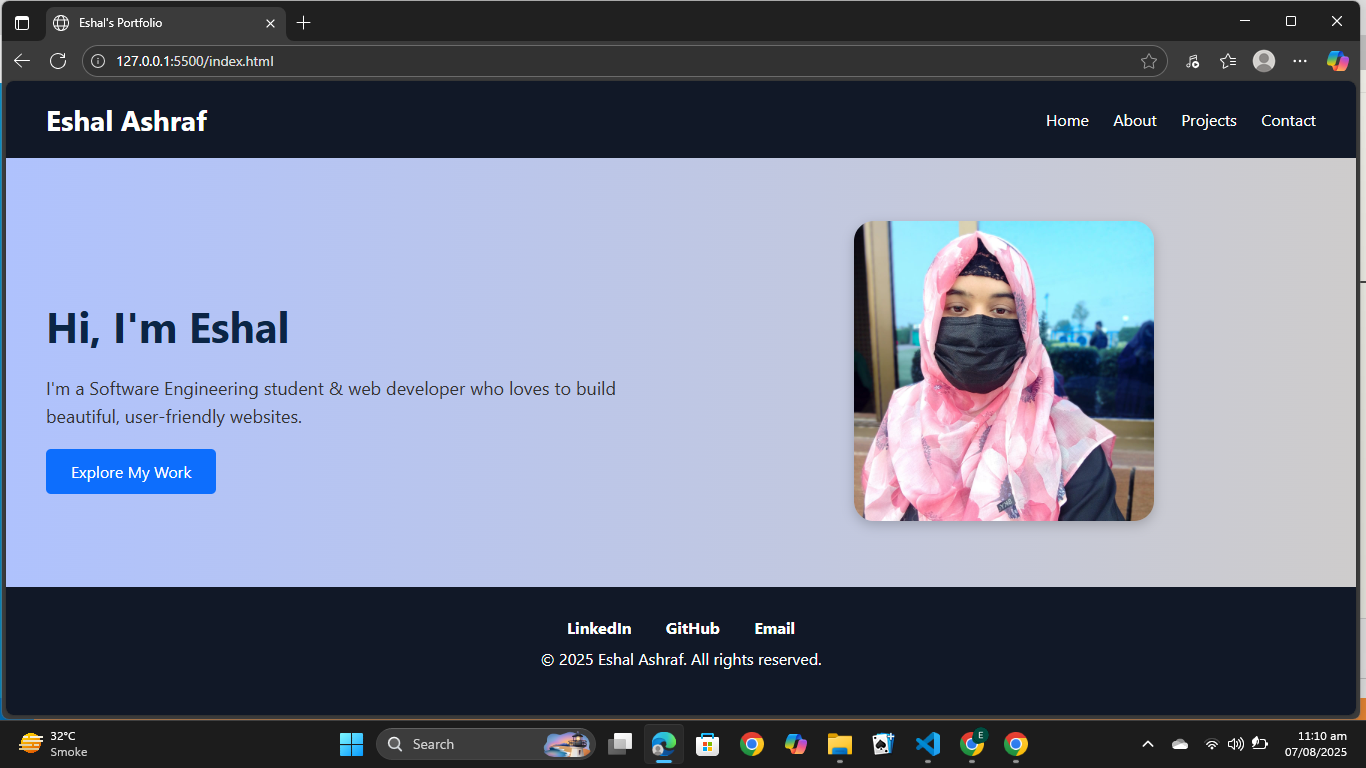 Eshal's Portfolio
127.0.0.1:5500/index.html
Eshal Ashraf
Home About Projects Contact
Hi, I'm Eshal
I'm a Software Engineering student & web developer who loves to build
beautiful, user-friendly websites.
Explore My Work
LinkedIn GitHub Email
© 2025 Eshal Ashraf. All rights reserved.
32°C
Smoke
Search
E
11:10 am
07/08/2025